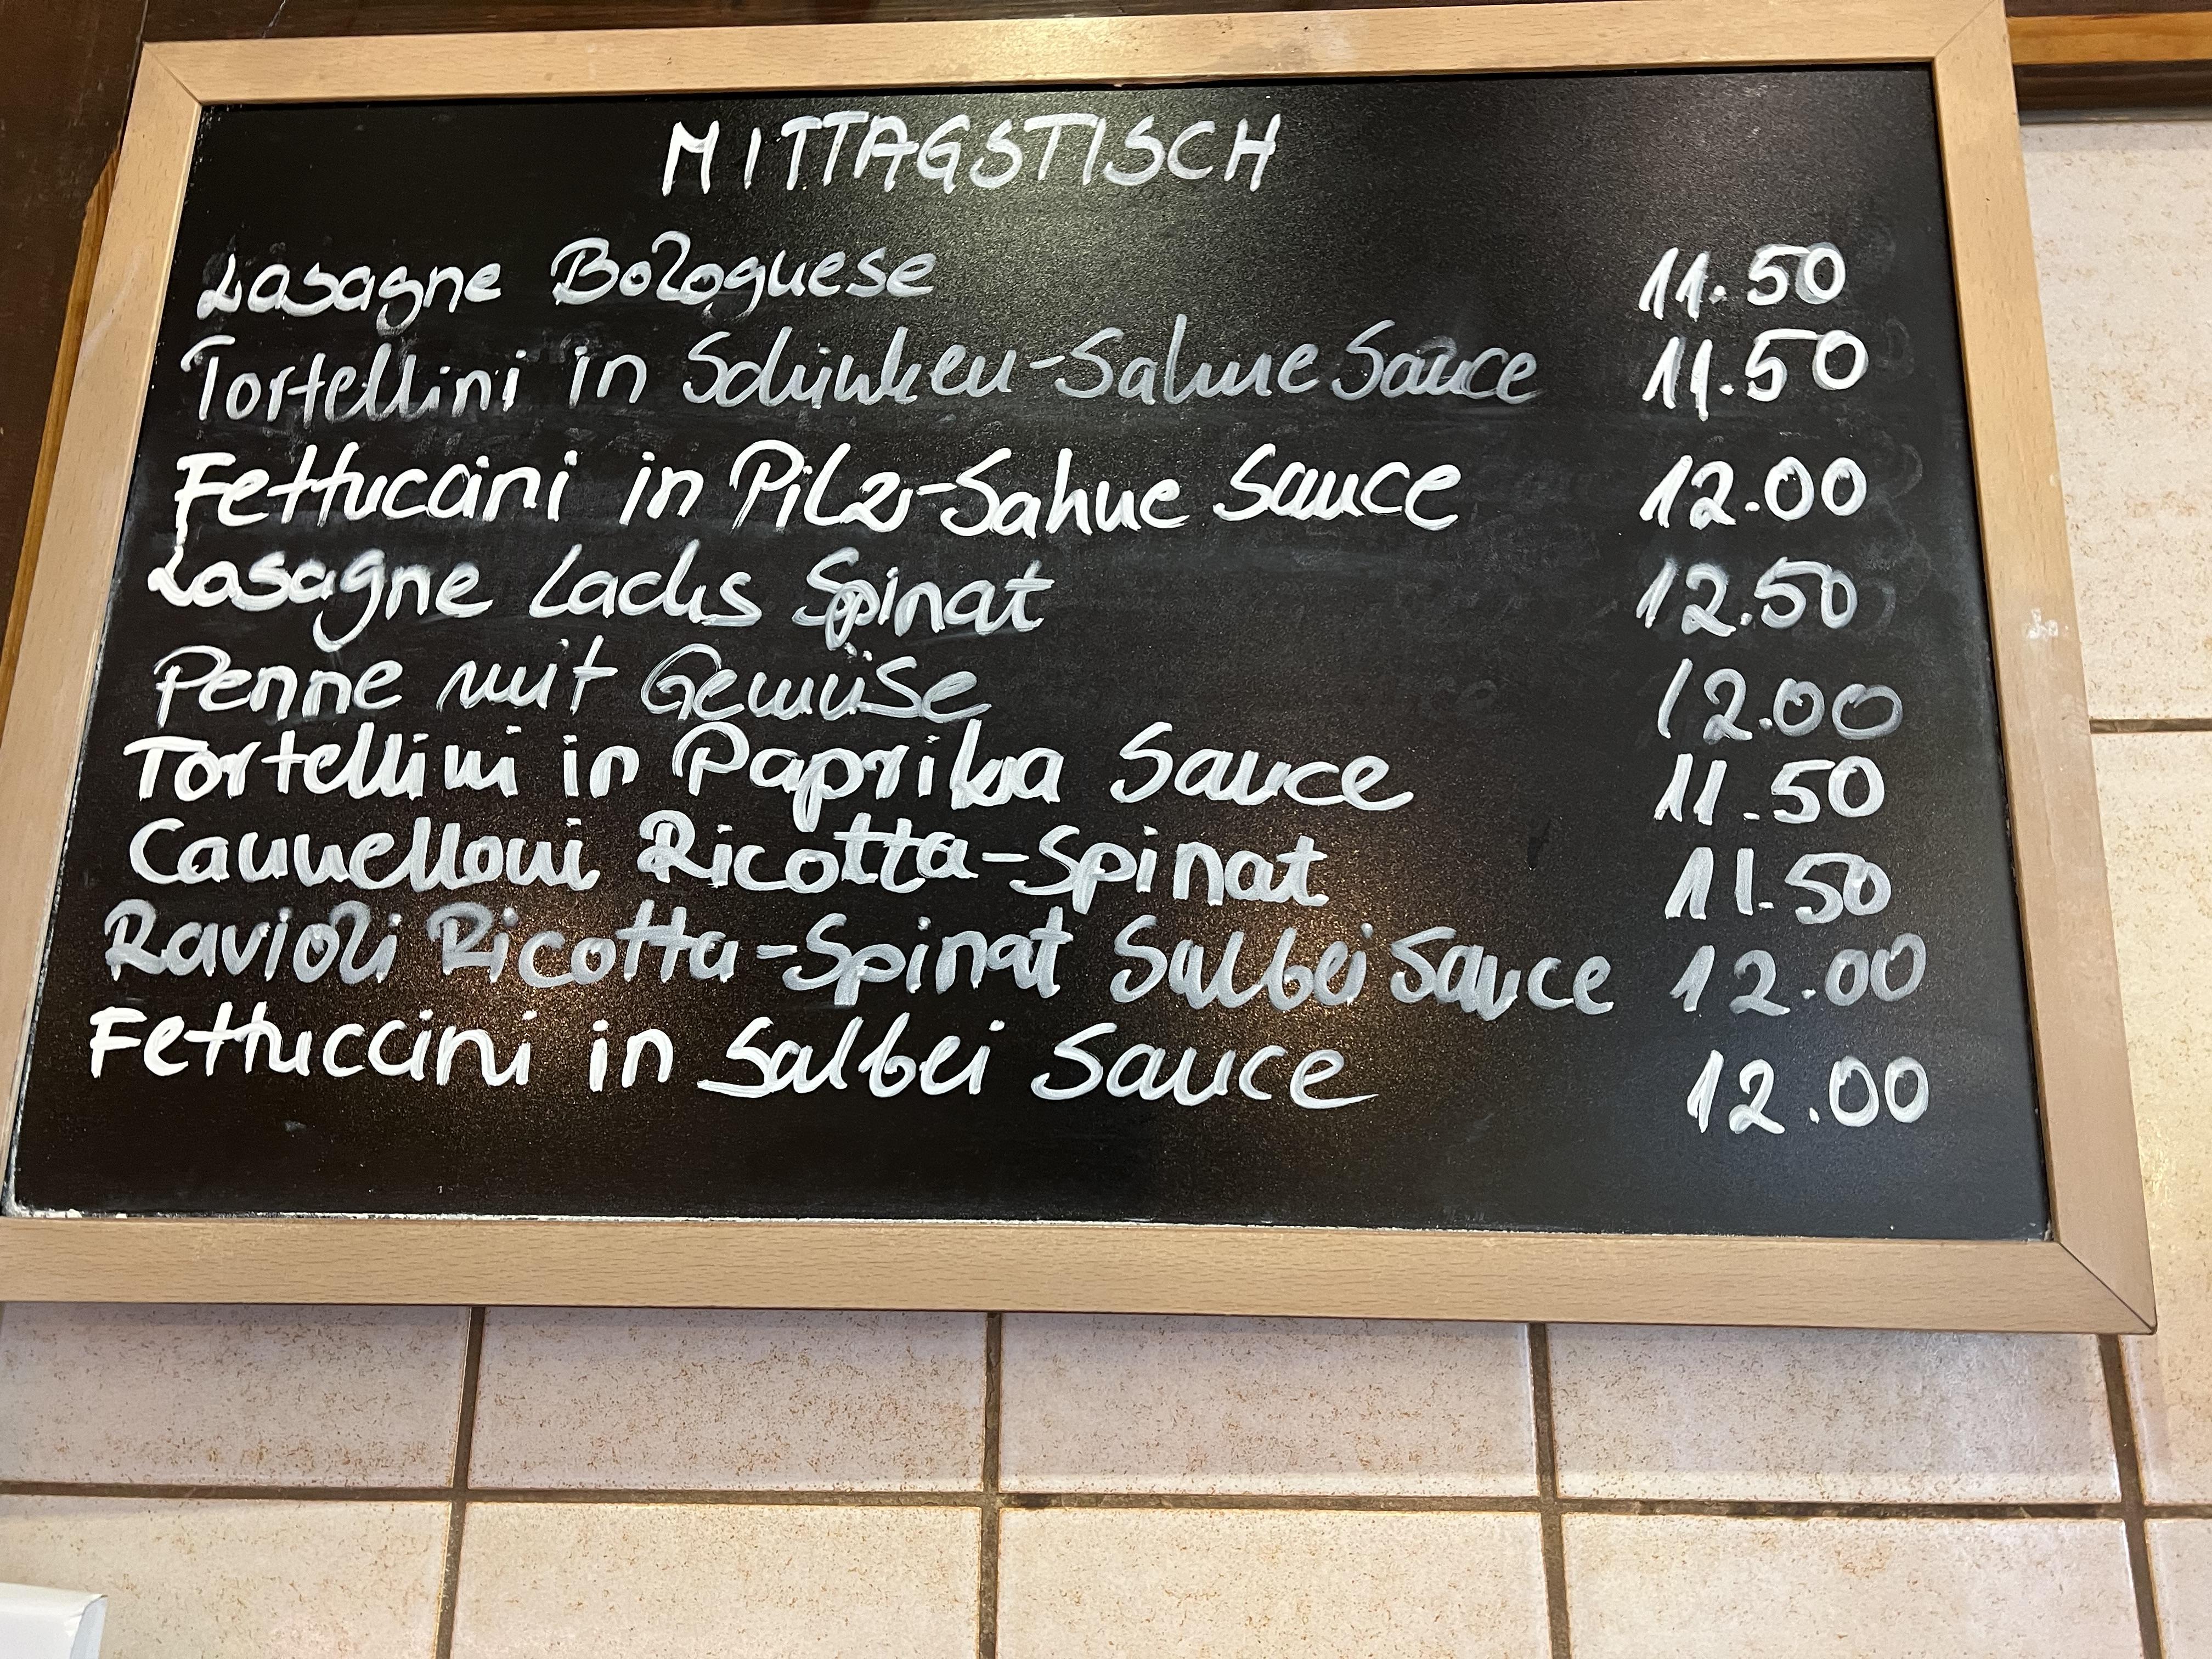 MITTAGSTISCH
Lasagne Bolognese 11.50
Tortellini in Schinken-Sahne Sauce 11.50
Fettuccini in Pilz-Sahne Sauce 12.00
Lasagne Lachs Spinat 12.50
Penne mit Gemüse 12.00
Tortellini in Paprika Sauce 11.50
Cannelloni Ricotta-Spinat 11.50
Ravioli Ricotta-Spinat Salbei Sauce 12.00
Fettuccini in Salbei Sauce 12.00